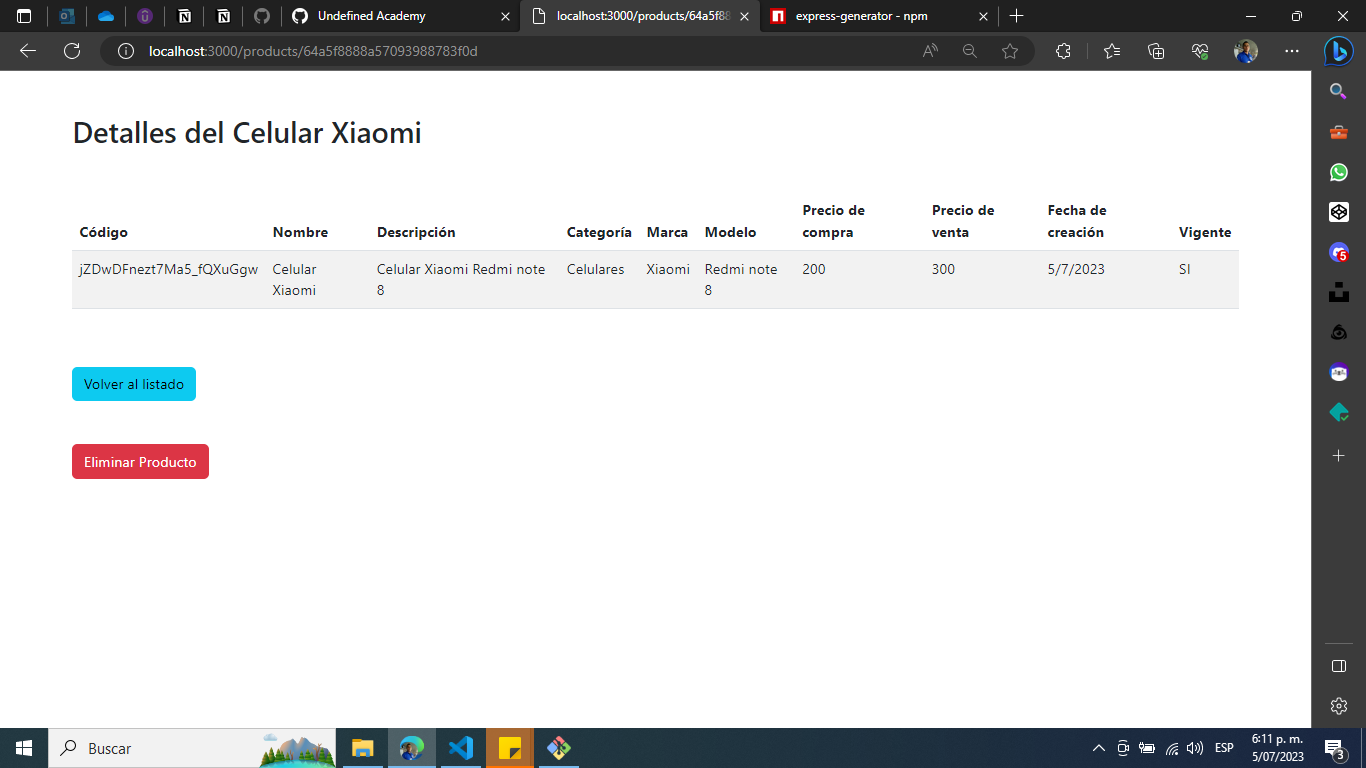 Undefined Academy
localhost:3000/products/64a5f88
express-generator - npm
localhost:3000/products/64a5f8888a57093988783f0d
Detalles del Celular Xiaomi
Código Nombre Descripción Categoría Marca Modelo Precio de compra Precio de venta Fecha de creación Vigente
jZDwDFnezt7Ma5_fQXuGgw Celular Xiaomi Celular Xiaomi Redmi note 8 Celulares Xiaomi Redmi note 8 200 300 5/7/2023 SI
Volver al listado
Eliminar Producto
5
Buscar
ESP
6:11 p. m.
5/07/2023
3